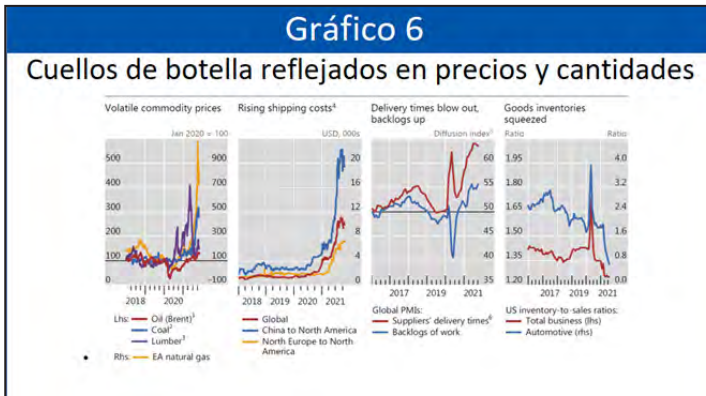 Gráfico 6
Cuellos de botella reflejados en precios y cantidades
Volatile commodity prices
Jan 2020 = 100
500
400
300
200
100
0
900
700
500
300
100
-100
2018 2020
Lhs: Oil (Brent)¹
Coal²
Lumber³
Rhs: EA natural gas
Rising shipping costs⁴
USD, 000s
20
16
12
8
4
0
2018 2019 2020 2021
Global
China to North America
North Europe to North
America
Delivery times blow out,
backlogs up
Diffusion index⁵
60
55
50
45
40
35
2017 2019 2021
Global PMIs:
Suppliers' delivery times⁶
Backlogs of work
Goods inventories
squeezed
Ratio Ratio
1.95
1.80
1.65
1.50
1.35
1.20
4.0
3.2
2.4
1.6
0.8
0.0
2017 2019 2021
US inventory-to-sales ratios:
Total business (lhs)
Automotive (rhs)